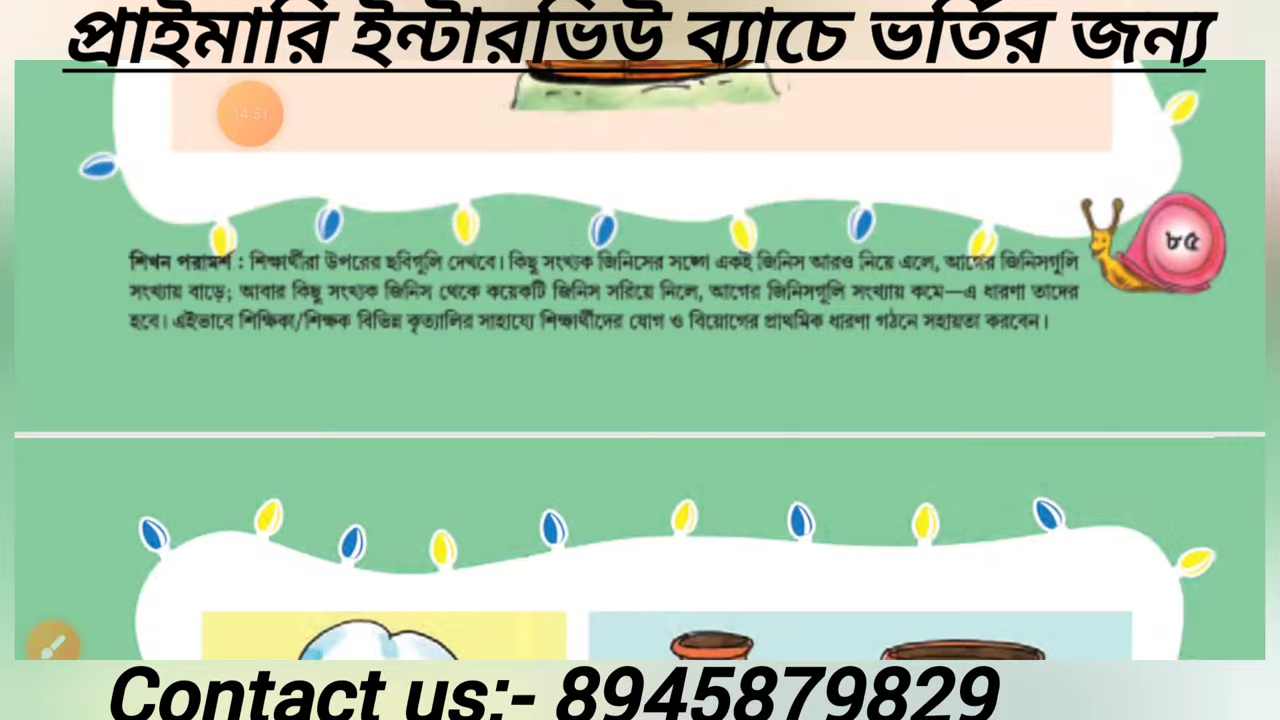 প্রাইমারি ইন্টারভিউ ব্যাচে ভর্তির জন্য
14:51
৮৫
শিখন পরামর্শ : শিক্ষার্থীরা উপরের ছবিগুলি দেখবে। কিছু সংখ্যক জিনিসের সঙ্গে একই জিনিস আরও নিয়ে এলে, আগের জিনিসগুলি
সংখ্যায় বাড়ে; আবার কিছু সংখ্যক জিনিস থেকে কয়েকটি জিনিস সরিয়ে নিলে, আগের জিনিসগুলি সংখ্যায় কমে—এ ধারণা তাদের
হবে। এইভাবে শিক্ষিকা/শিক্ষক বিভিন্ন কৃত্যালির সাহায্যে শিক্ষার্থীদের যোগ ও বিয়োগের প্রাথমিক ধারণা গঠনে সহায়তা করবেন।
Contact us:- 8945879829